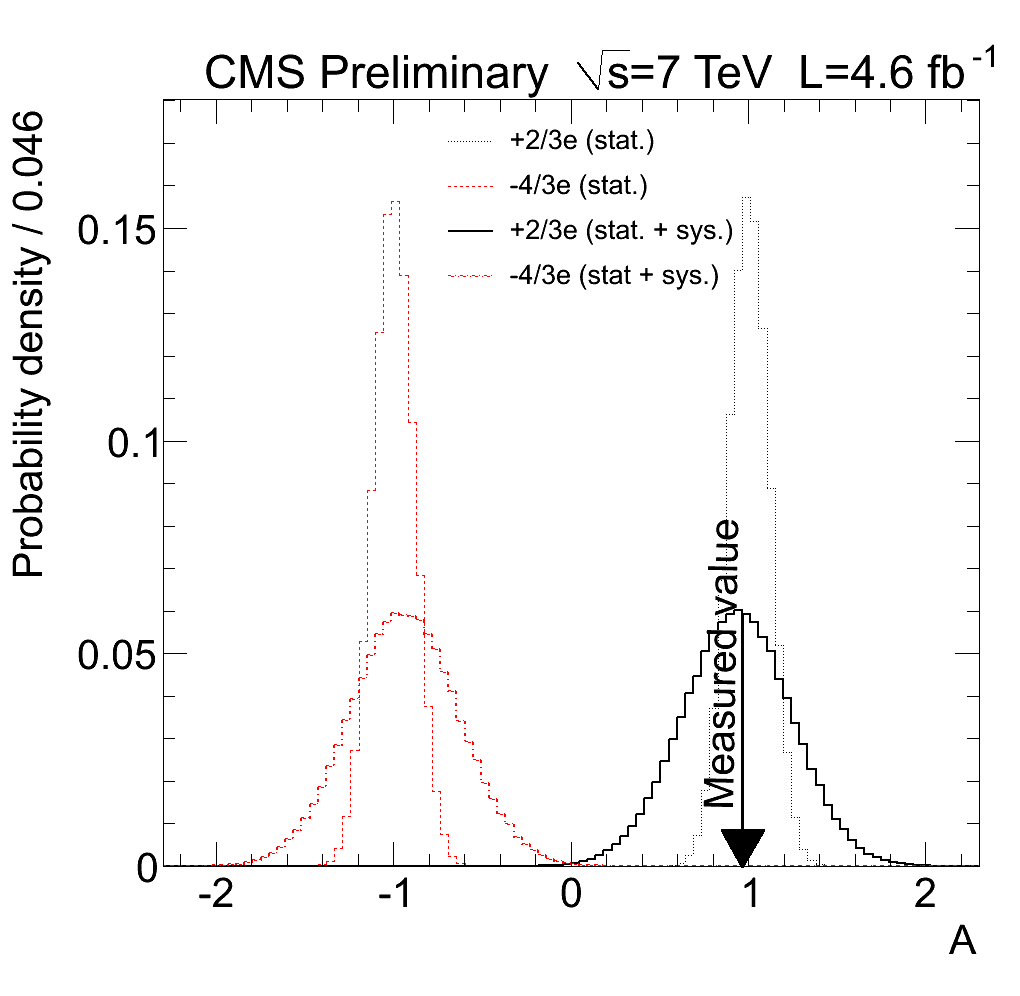 CMS Preliminary √s=7 TeV L=4.6 fb⁻¹
Probability density / 0.046
+2/3e (stat.)
-4/3e (stat.)
+2/3e (stat. + sys.)
-4/3e (stat + sys.)
0.15
0.1
0.05
0
Measured value
-2 -1 0 1 2
A